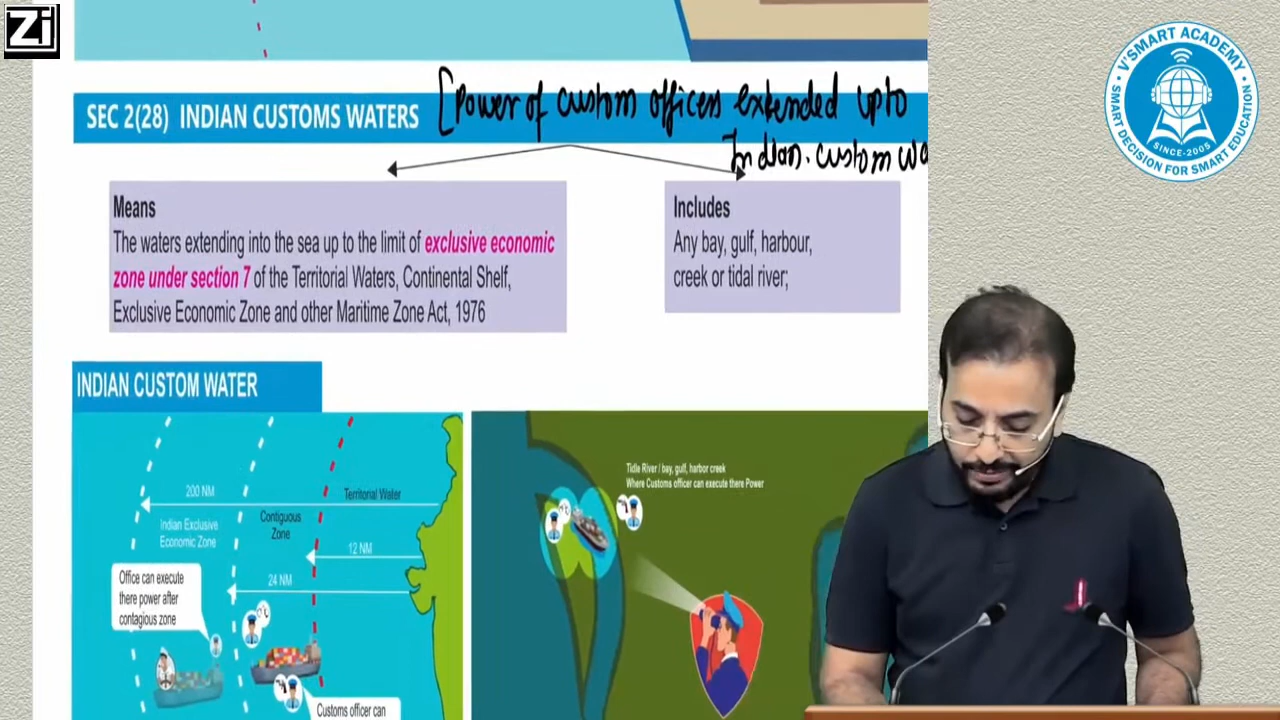 Zi
V'SMART ACADEMY
SINCE-2005
SMART DECISION FOR SMART EDUCATION
SEC 2(28) INDIAN CUSTOMS WATERS
[Power of custom officers extended upto
Indian. custom wa
Means
The waters extending into the sea up to the limit of exclusive economic
zone under section 7 of the Territorial Waters, Continental Shelf,
Exclusive Economic Zone and other Maritime Zone Act, 1976
Includes
Any bay, gulf, harbour,
creek or tidal river;
INDIAN CUSTOM WATER
200 NM
Territorial Water
Indian Exclusive
Economic Zone
Contiguous
Zone
12 NM
24 NM
Office can execute
there power after
contagious zone
Customs officer can
Tidle River / bay, gulf, harbor creek
Where Customs officer can execute there Power